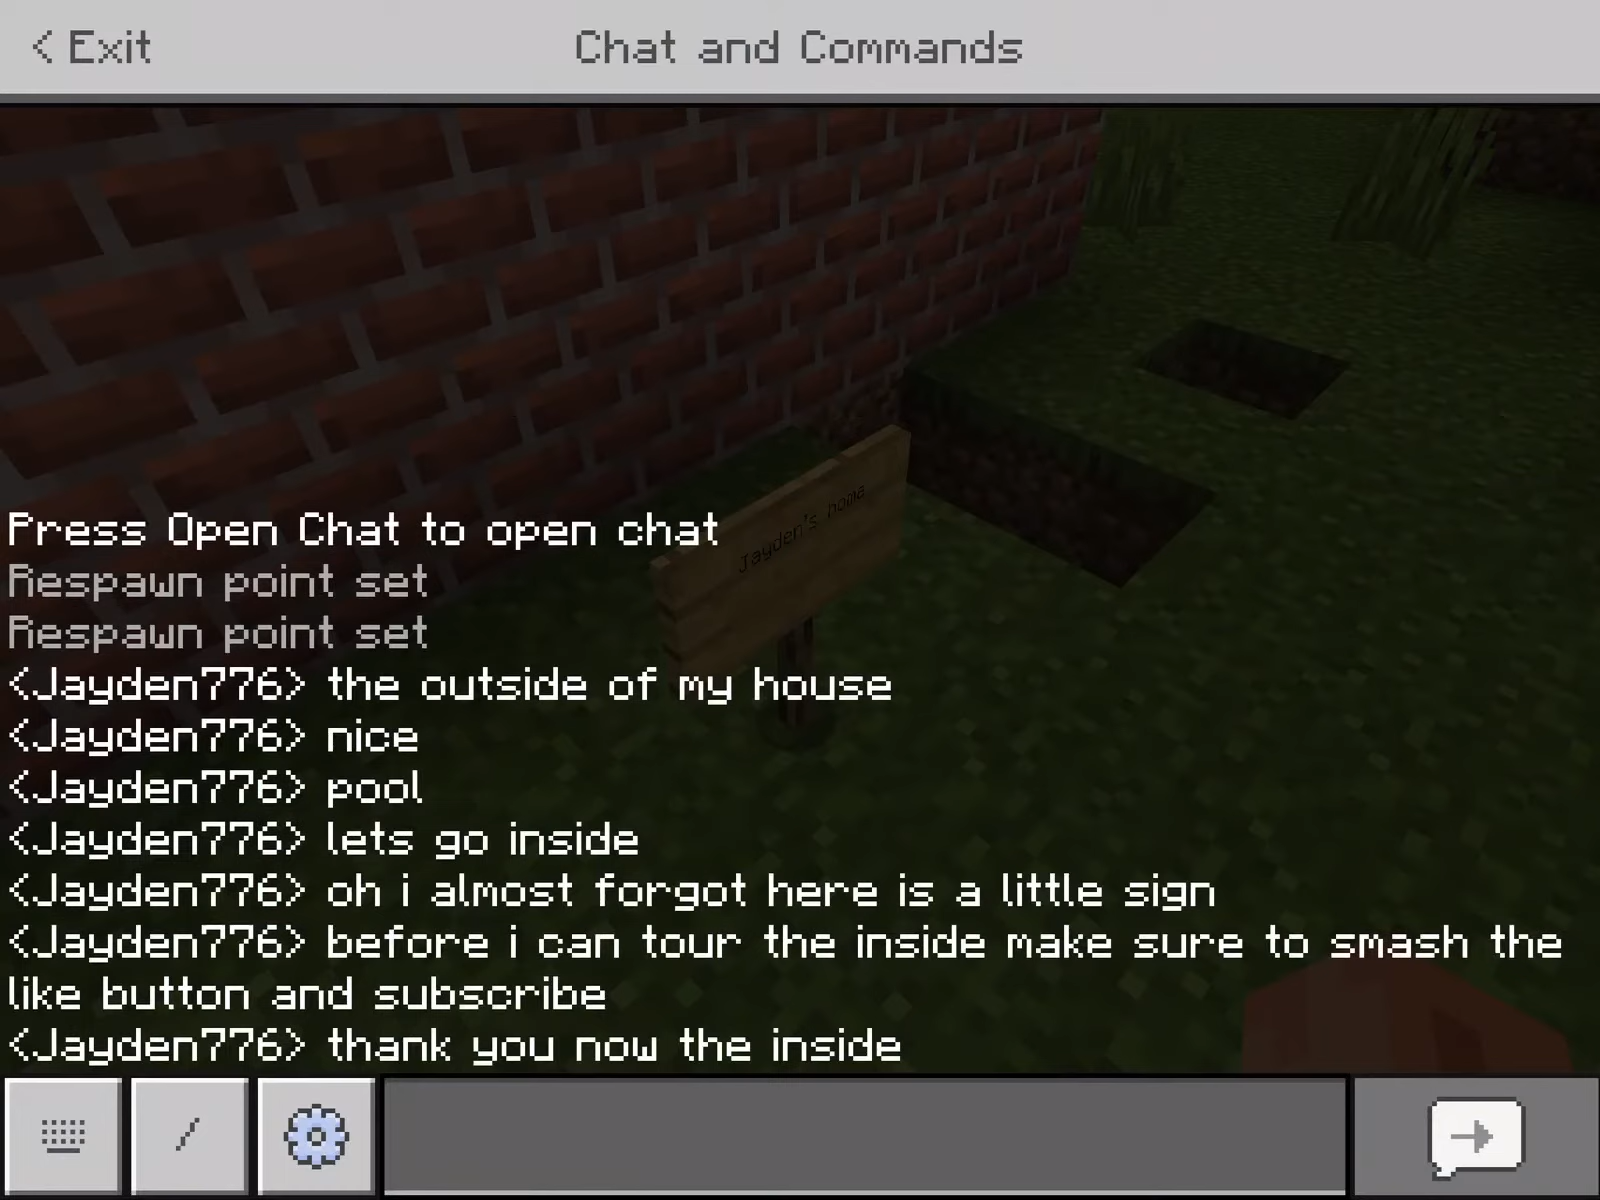 < Exit
Chat and Commands
Jayden's home
Press Open Chat to open chat
Respawn point set
Respawn point set
<Jayden776> the outside of my house
<Jayden776> nice
<Jayden776> pool
<Jayden776> lets go inside
<Jayden776> oh i almost forgot here is a little sign
<Jayden776> before i can tour the inside make sure to smash the
like button and subscribe
<Jayden776> thank you now the inside
/